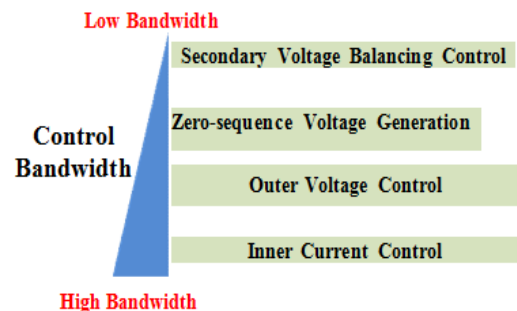 Low Bandwidth
Secondary Voltage Balancing Control
Zero-sequence Voltage Generation
Control
Bandwidth
Outer Voltage Control
Inner Current Control
High Bandwidth